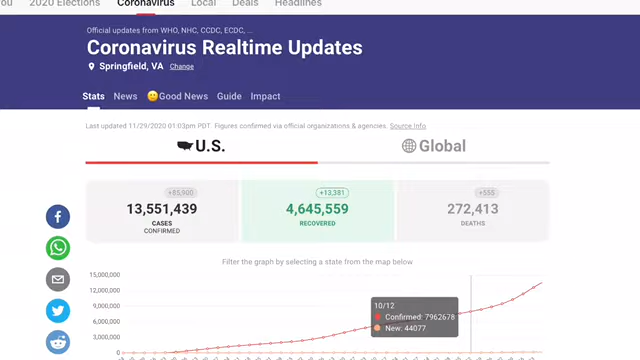 2020 Elections Coronavirus Local Deals Headlines
Official updates from WHO, NHC, CCDC, ECDC, ...
Coronavirus Realtime Updates
Springfield, VA Change
Stats News Good News Guide Impact
Last updated 11/29/2020 01:03pm PDT. Figures confirmed via official organizations & agencies. Source Info
U.S. Global
+85,900 +13,381 +555
13,551,439 4,645,559 272,413
CASES RECOVERED DEATHS
CONFIRMED
Filter the graph by selecting a state from the map below
15,000,000
12,000,000
9,000,000
6,000,000
3,000,000
0
10/12
Confirmed: 7962678
New: 44077